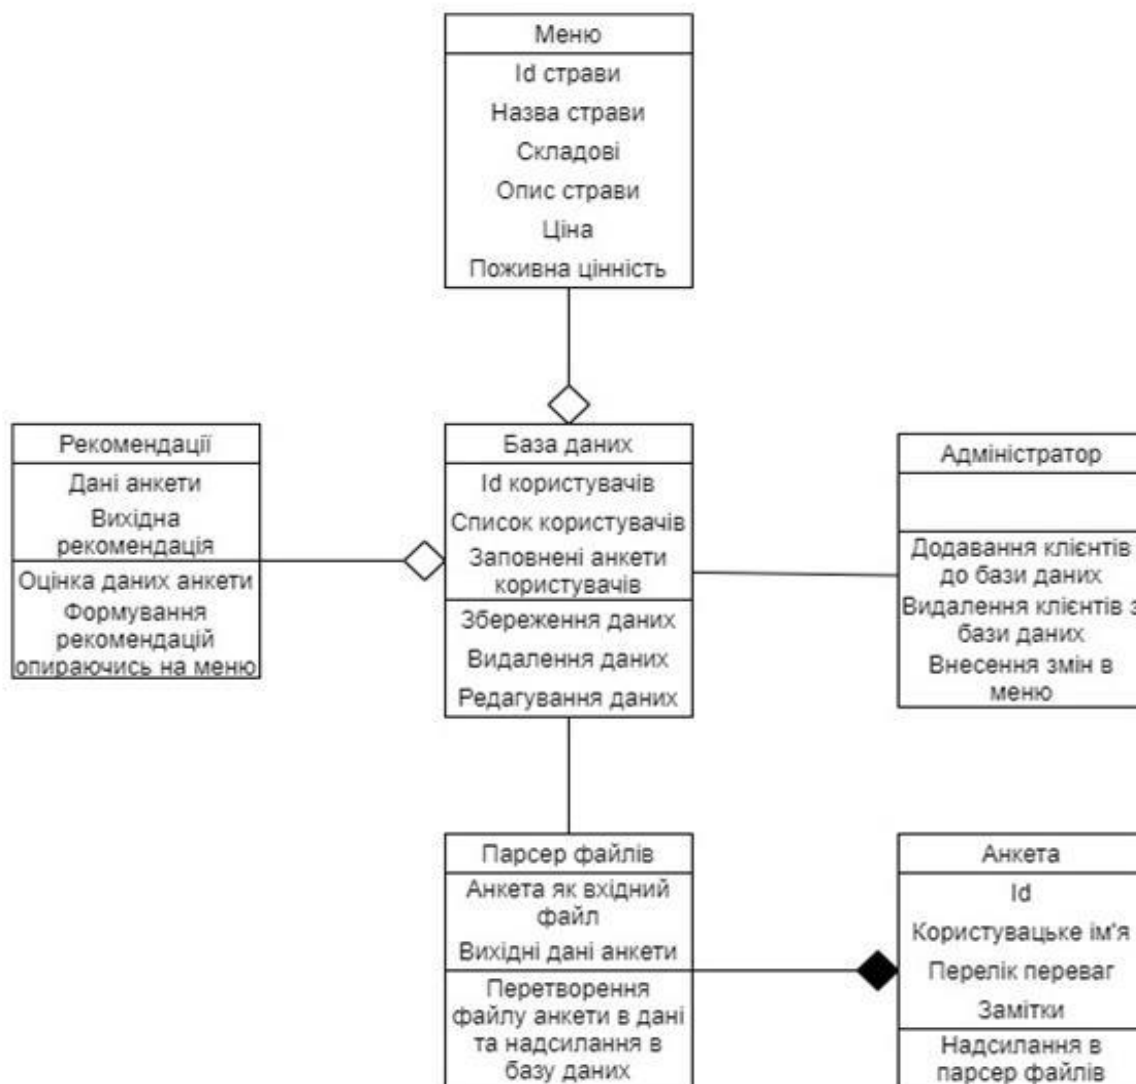 Меню
Id страви
Назва страви
Складові
Опис страви
Ціна
Поживна цінність
Рекомендації
Дані анкети
Вихідна
рекомендація
Оцінка даних анкети
Формування
рекомендацій
опираючись на меню
База даних
Id користувачів
Список користувачів
Заповнені анкети
користувачів
Збереження даних
Видалення даних
Редагування даних
Адміністратор
Додавання клієнтів
до бази даних
Видалення клієнтів з
бази даних
Внесення змін в
меню
Парсер файлів
Анкета як вхідний
файл
Вихідні дані анкети
Перетворення
файлу анкети в дані
та надсилання в
базу даних
Анкета
Id
Користувацьке ім'я
Перелік переваг
Замітки
Надсилання в
парсер файлів